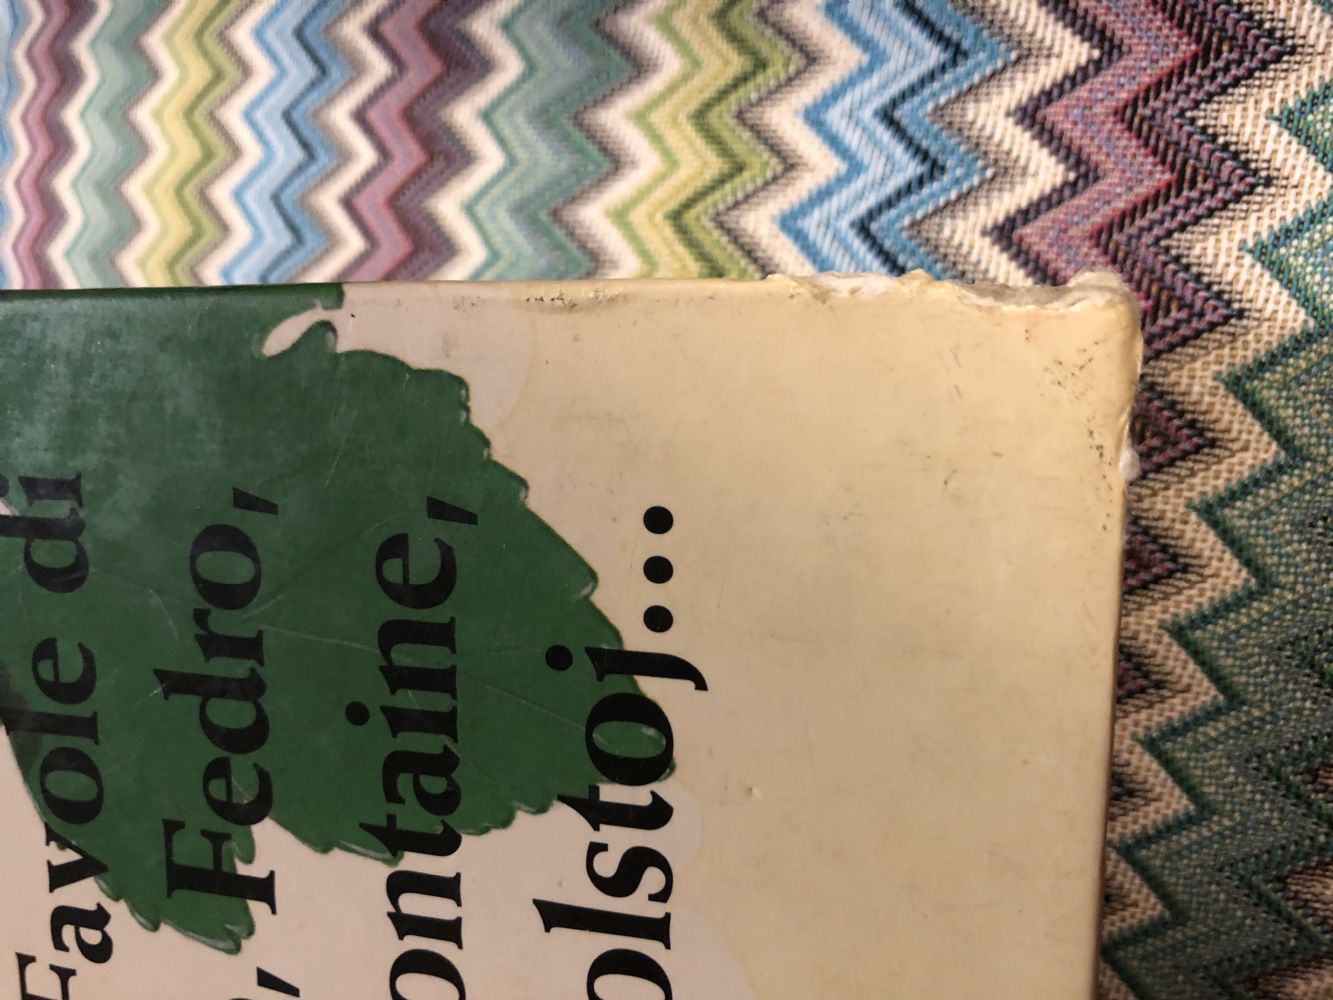 Favole di
, Fedro,
ontaine,
olstoj...